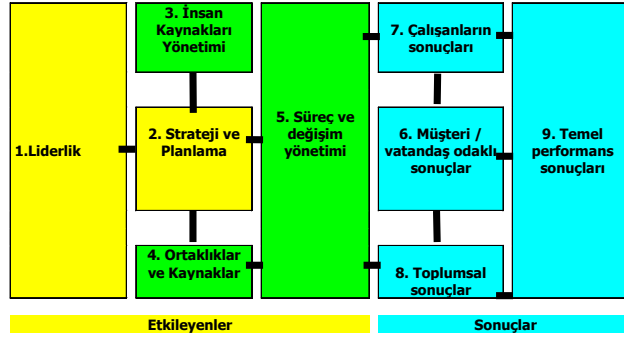 1.Liderlik
3. İnsan
Kaynakları
Yönetimi
2. Strateji ve
Planlama
4. Ortaklıklar
ve Kaynaklar
5. Süreç ve
değişim
yönetimi
7. Çalışanların
sonuçları
6. Müşteri /
vatandaş odaklı
sonuçlar
8. Toplumsal
sonuçlar
9. Temel
performans
sonuçları
Etkileyenler
Sonuçlar